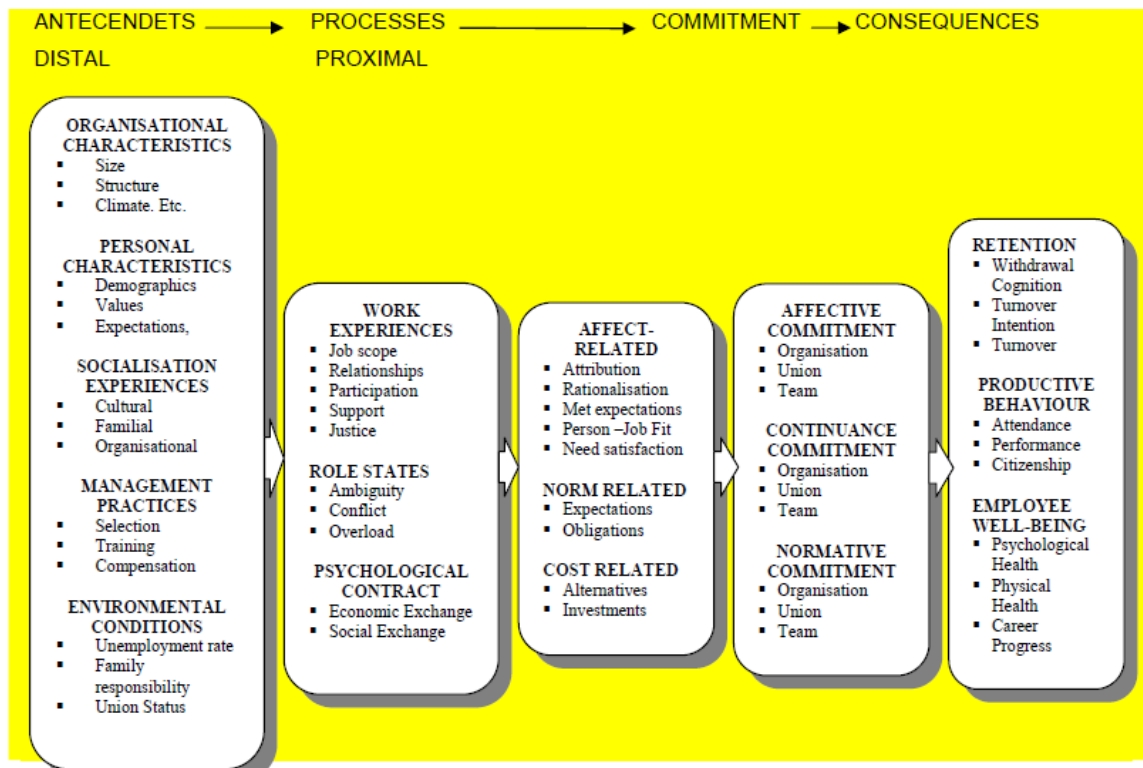 ANTECENDETS PROCESSES COMMITMENT CONSEQUENCES
DISTAL PROXIMAL
ORGANISATIONAL
CHARACTERISTICS
▪ Size
▪ Structure
▪ Climate. Etc.
PERSONAL
CHARACTERISTICS
▪ Demographics
▪ Values
▪ Expectations,
SOCIALISATION
EXPERIENCES
▪ Cultural
▪ Familial
▪ Organisational
MANAGEMENT
PRACTICES
▪ Selection
▪ Training
▪ Compensation
ENVIRONMENTAL
CONDITIONS
▪ Unemployment rate
▪ Family
responsibility
▪ Union Status
WORK
EXPERIENCES
▪ Job scope
▪ Relationships
▪ Participation
▪ Support
▪ Justice
ROLE STATES
▪ Ambiguity
▪ Conflict
▪ Overload
PSYCHOLOGICAL
CONTRACT
▪ Economic Exchange
▪ Social Exchange
AFFECT-
RELATED
▪ Attribution
▪ Rationalisation
▪ Met expectations
▪ Person –Job Fit
▪ Need satisfaction
NORM RELATED
▪ Expectations
▪ Obligations
COST RELATED
▪ Alternatives
▪ Investments
AFFECTIVE
COMMITMENT
▪ Organisation
▪ Union
▪ Team
CONTINUANCE
COMMITMENT
▪ Organisation
▪ Union
▪ Team
NORMATIVE
COMMITMENT
▪ Organisation
▪ Union
▪ Team
RETENTION
▪ Withdrawal
Cognition
▪ Turnover
Intention
▪ Turnover
PRODUCTIVE
BEHAVIOUR
▪ Attendance
▪ Performance
▪ Citizenship
EMPLOYEE
WELL-BEING
▪ Psychological
Health
▪ Physical
Health
▪ Career
Progress